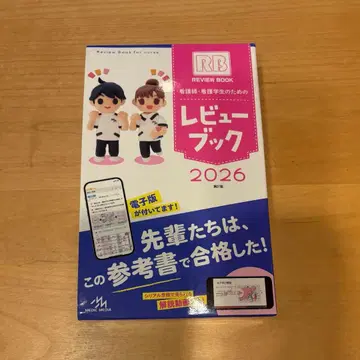 Review Book for nurse
RB
REVIEW BOOK
看護師・看護学生のための
レビュー
ブック
2026
電子版
が付いてます!
先輩たちは、
この参考書で合格した!
解説動画
MEDIC MEDIA